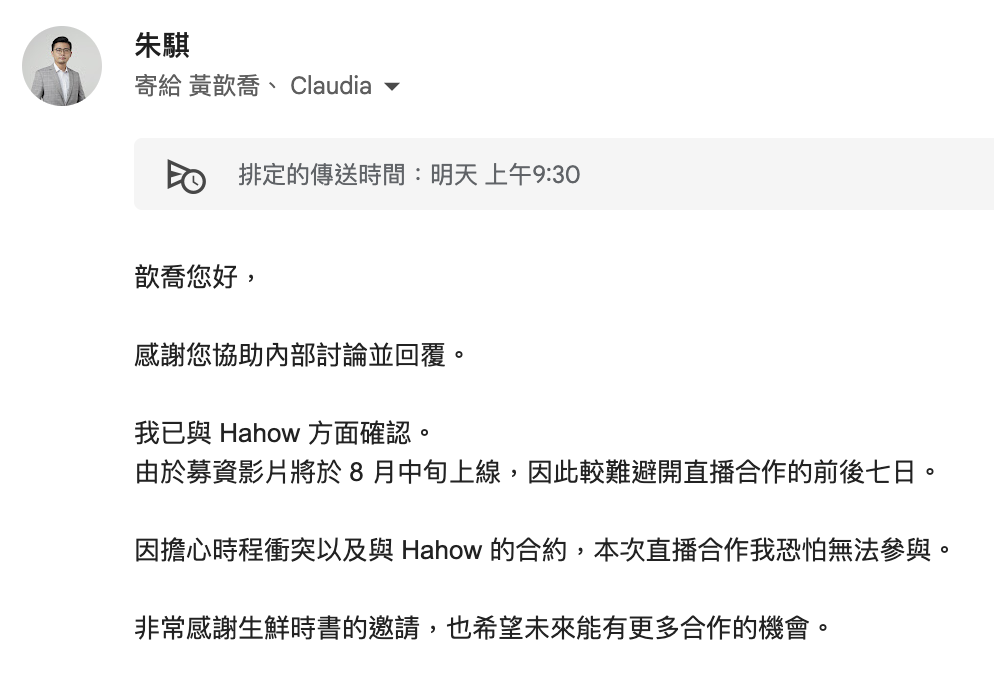 朱騏
寄給 黃歆喬、 Claudia
排定的傳送時間：明天 上午9:30
歆喬您好，
感謝您協助內部討論並回覆。
我已與 Hahow 方面確認。
由於募資影片將於 8 月中旬上線，因此較難避開直播合作的前後七日。
因擔心時程衝突以及與 Hahow 的合約，本次直播合作我恐怕無法參與。
非常感謝生鮮時書的邀請，也希望未來能有更多合作的機會。